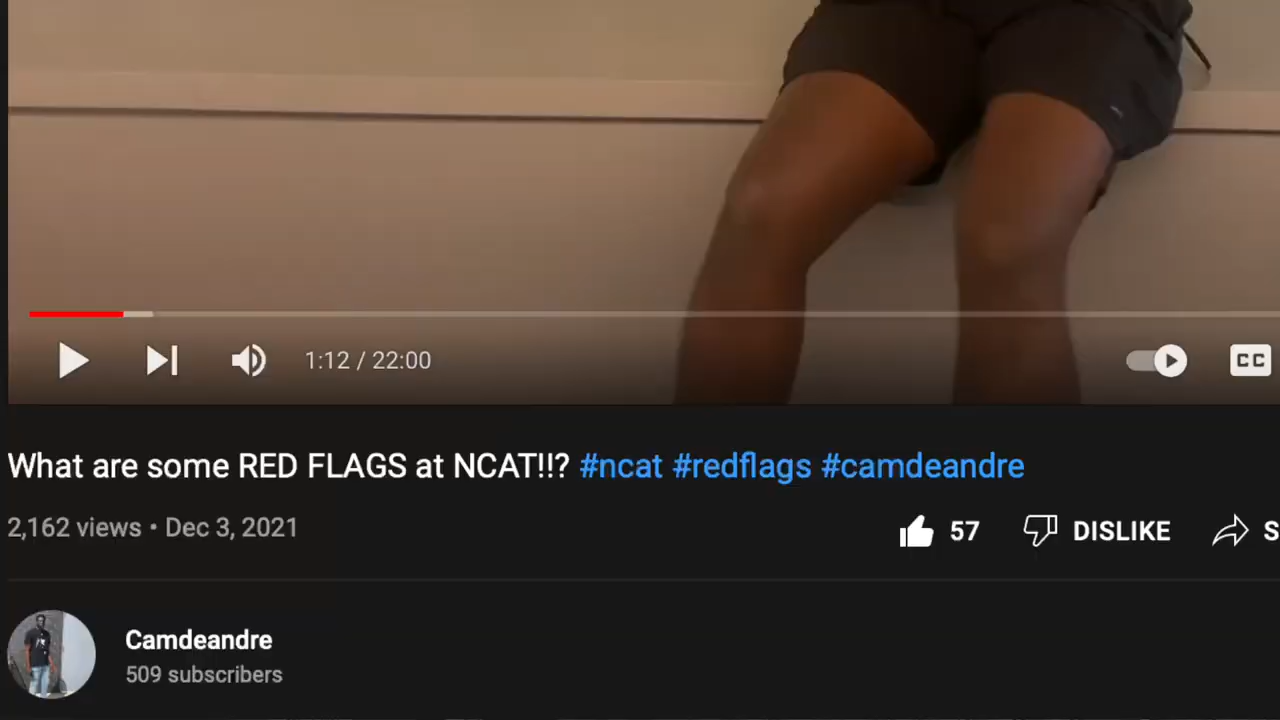 1:12 / 22:00
CC
What are some RED FLAGS at NCAT!!? #ncat #redflags #camdeandre
2,162 views • Dec 3, 2021
57 DISLIKE S
Camdeandre
509 subscribers